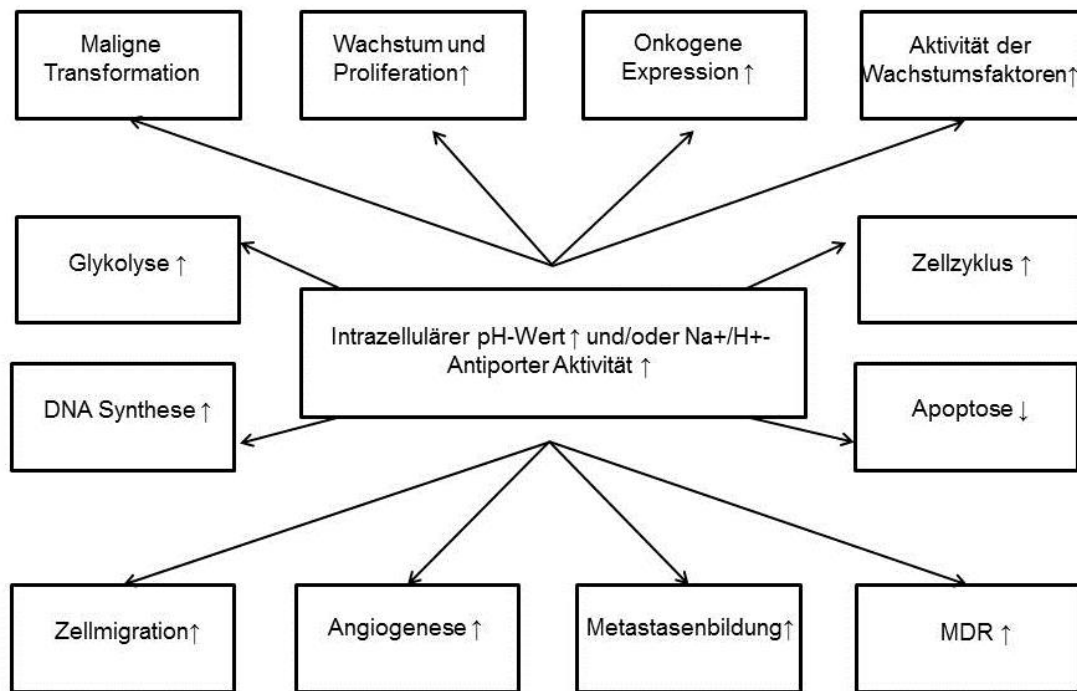 Maligne
Transformation
Wachstum und
Proliferation↑
Onkogene
Expression ↑
Aktivität der
Wachstumsfaktoren↑
Glykolyse ↑
Zellzyklus ↑
Intrazellulärer pH-Wert ↑ und/oder Na+/H+-
Antiporter Aktivität ↑
DNA Synthese ↑
Apoptose ↓
Zellmigration↑
Angiogenese ↑
Metastasenbildung↑
MDR ↑